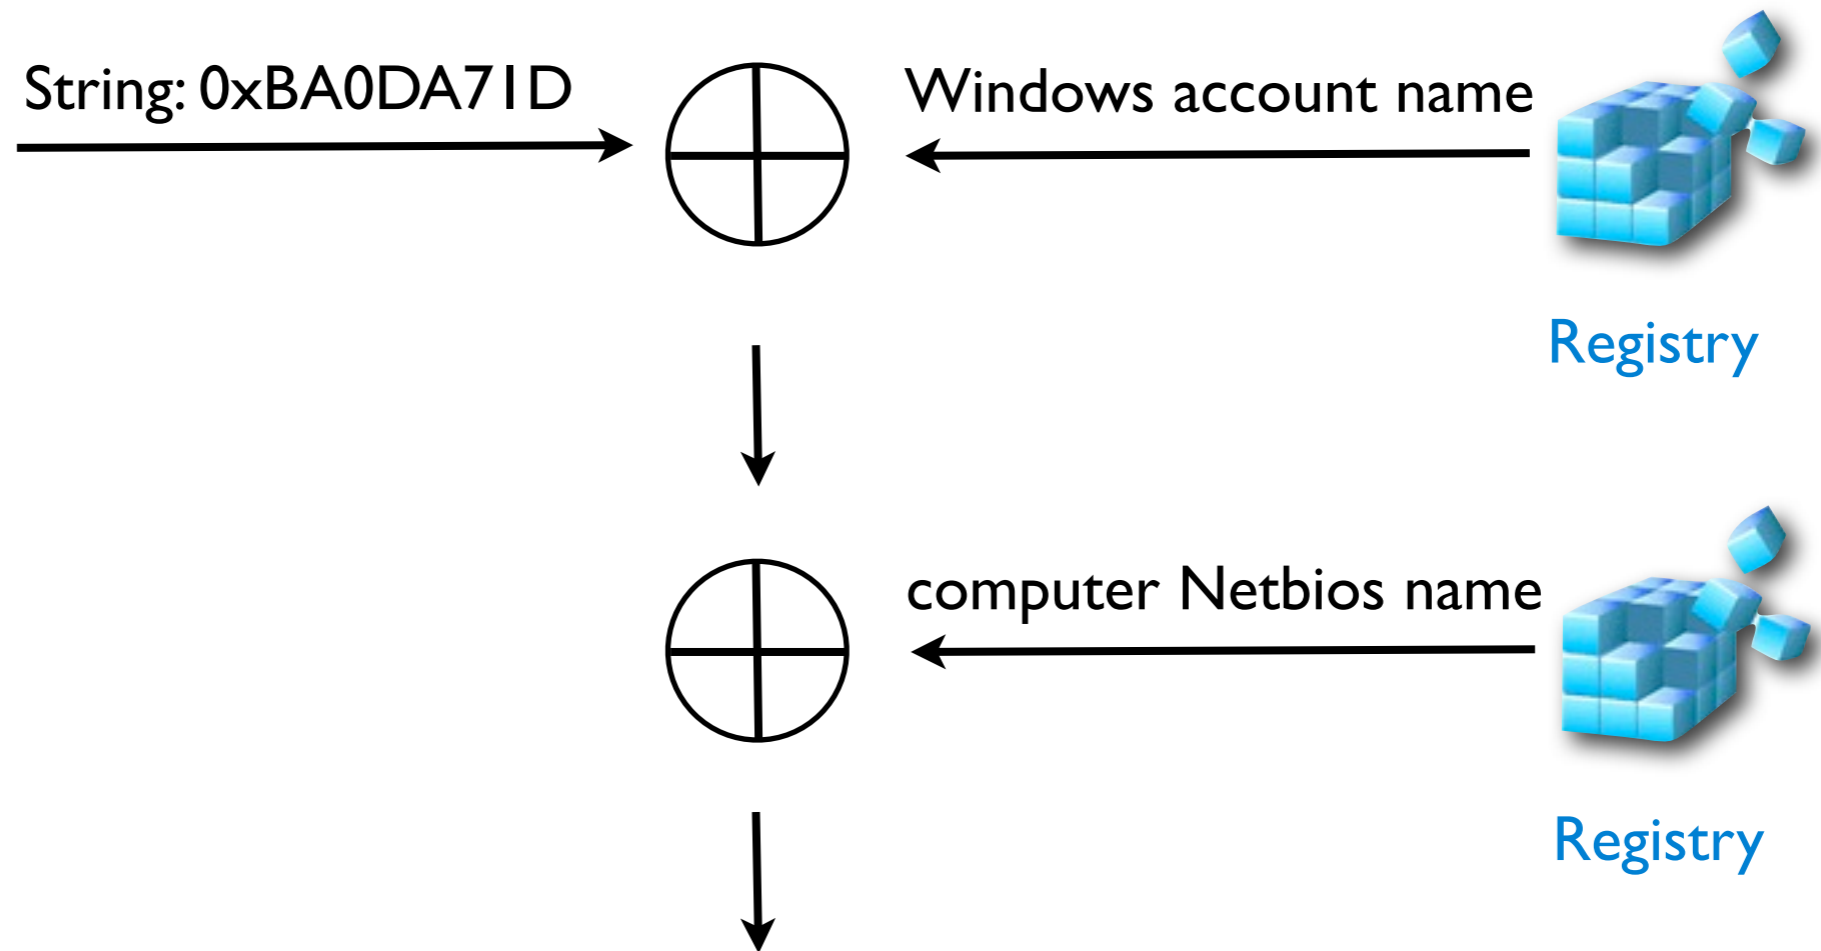 String: 0xBA0DA71D
Windows account name
Registry
computer Netbios name
Registry